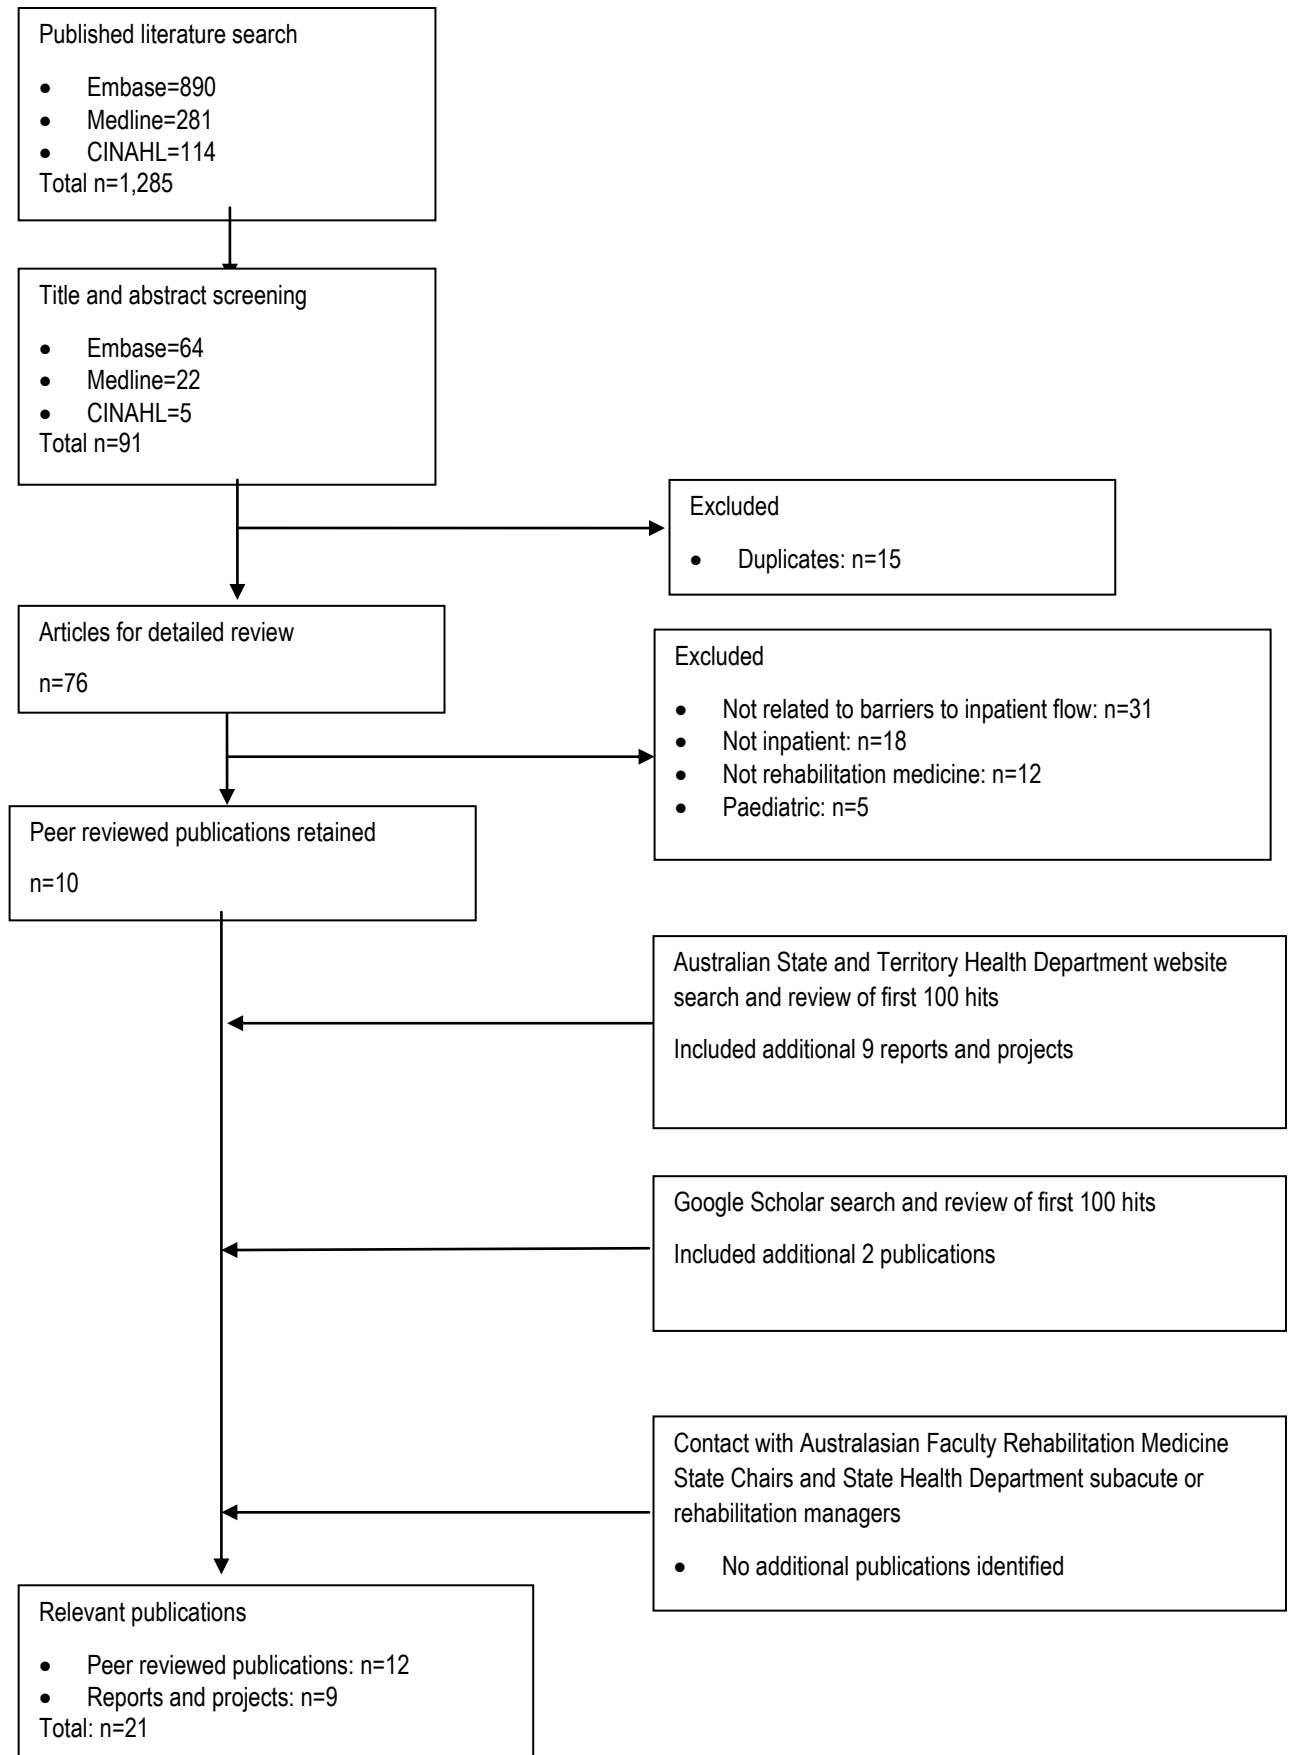 Published literature search
• Embase=890
• Medline=281
• CINAHL=114
Total n=1,285
Title and abstract screening
• Embase=64
• Medline=22
• CINAHL=5
Total n=91
Excluded
• Duplicates: n=15
Articles for detailed review
n=76
Excluded
• Not related to barriers to inpatient flow: n=31
• Not inpatient: n=18
• Not rehabilitation medicine: n=12
• Paediatric: n=5
Peer reviewed publications retained
n=10
Australian State and Territory Health Department website
search and review of first 100 hits
Included additional 9 reports and projects
Google Scholar search and review of first 100 hits
Included additional 2 publications
Contact with Australasian Faculty Rehabilitation Medicine
State Chairs and State Health Department subacute or
rehabilitation managers
• No additional publications identified
Relevant publications
• Peer reviewed publications: n=12
• Reports and projects: n=9
Total: n=21